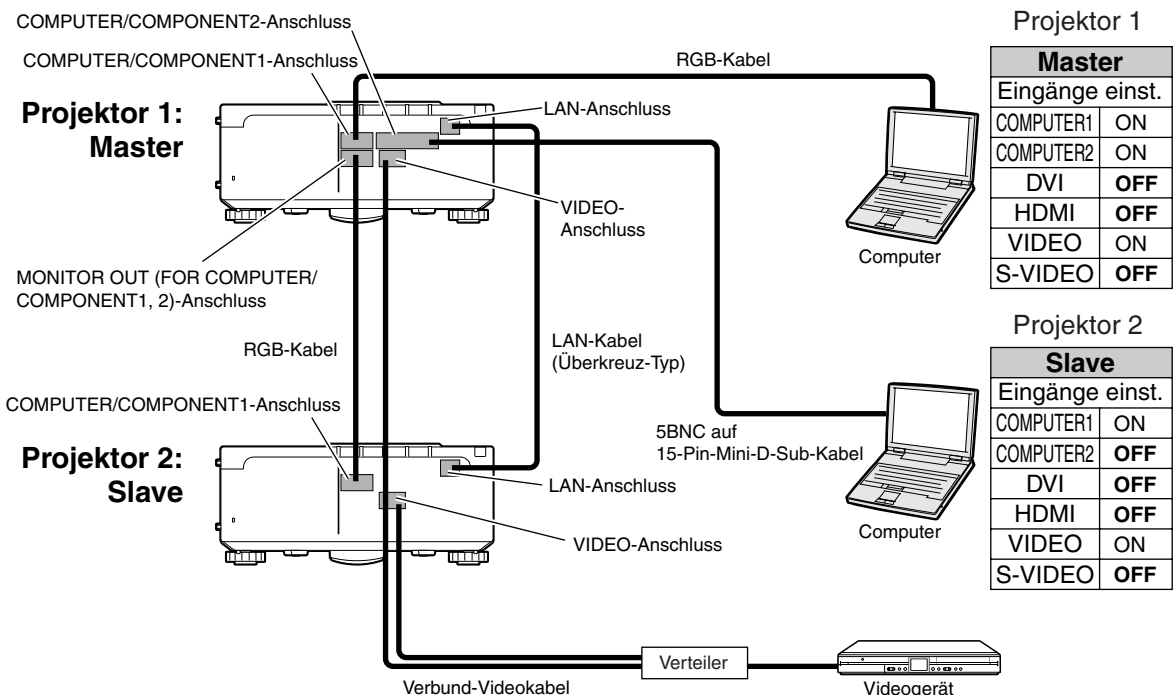 COMPUTER/COMPONENT2-Anschluss
COMPUTER/COMPONENT1-Anschluss
Projektor 1:
Master
RGB-Kabel
LAN-Anschluss
VIDEO-
Anschluss
Computer
MONITOR OUT (FOR COMPUTER/
COMPONENT1, 2)-Anschluss
RGB-Kabel
LAN-Kabel
(Überkreuz-Typ)
COMPUTER/COMPONENT1-Anschluss
Projektor 2:
Slave
5BNC auf
15-Pin-Mini-D-Sub-Kabel
LAN-Anschluss
VIDEO-Anschluss
Computer
Verteiler
Verbund-Videokabel
Videogerät
Projektor 1
Master
Eingänge einst.
COMPUTER1 ON
COMPUTER2 ON
DVI OFF
HDMI OFF
VIDEO ON
S-VIDEO OFF
Projektor 2
Slave
Eingänge einst.
COMPUTER1 ON
COMPUTER2 OFF
DVI OFF
HDMI OFF
VIDEO ON
S-VIDEO OFF